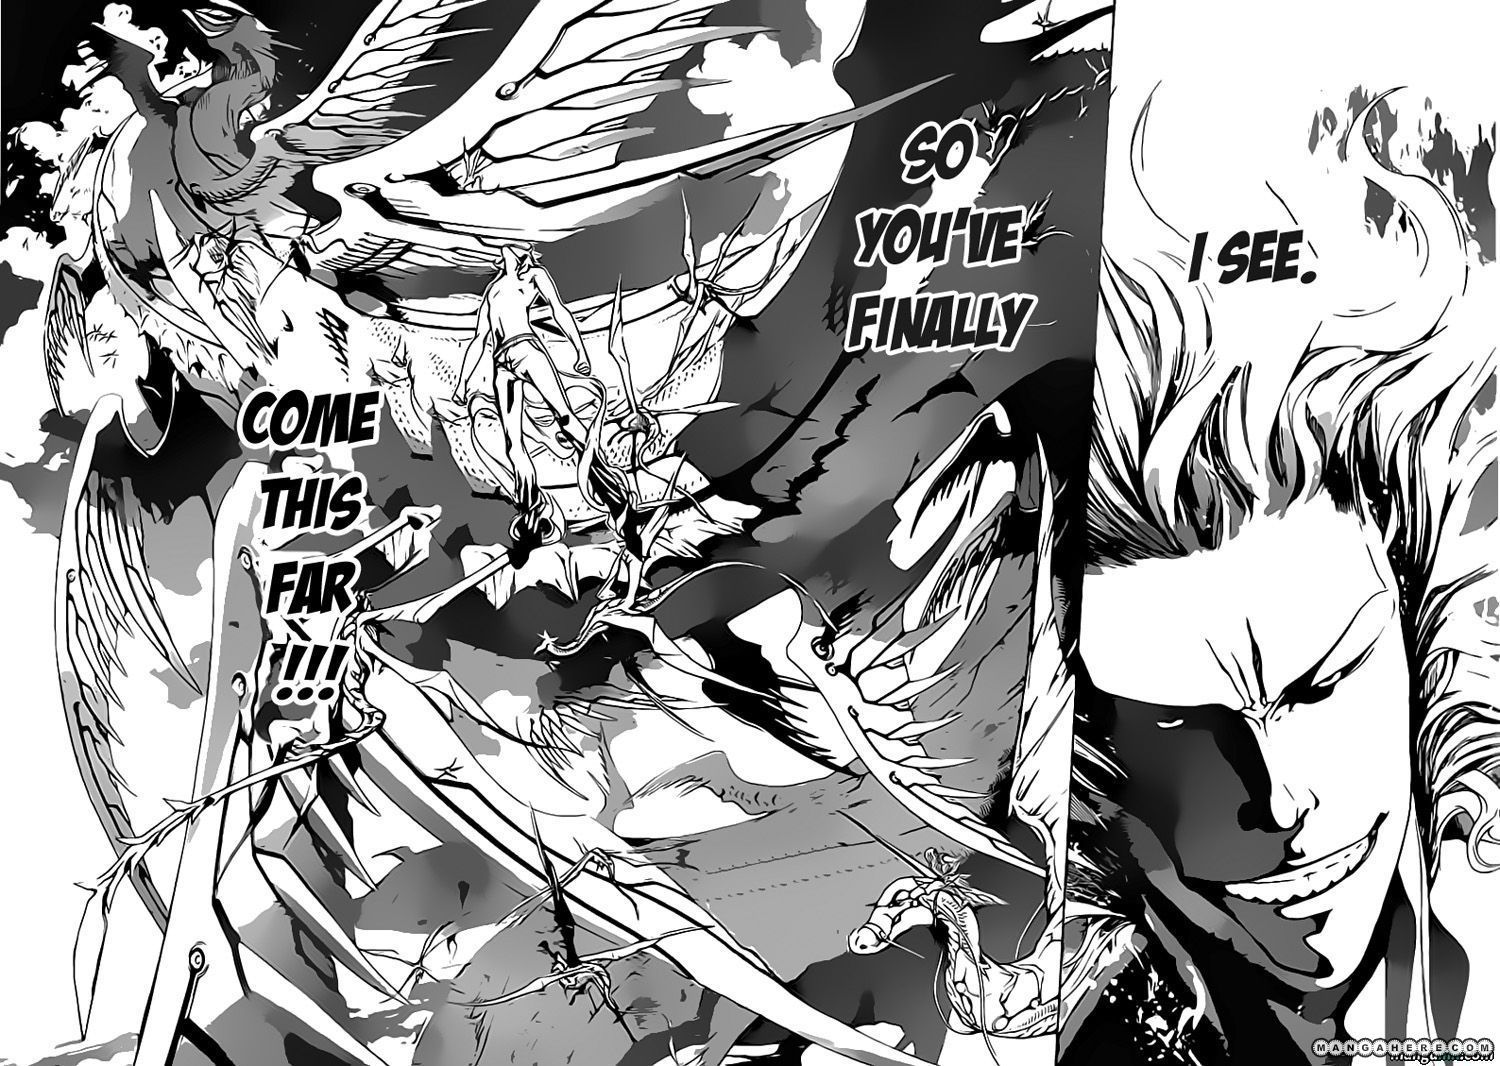 I SEE.
SO
YOU'VE
FINALLY
COME
THIS
FAR
!!!
MANGAHERE.COM